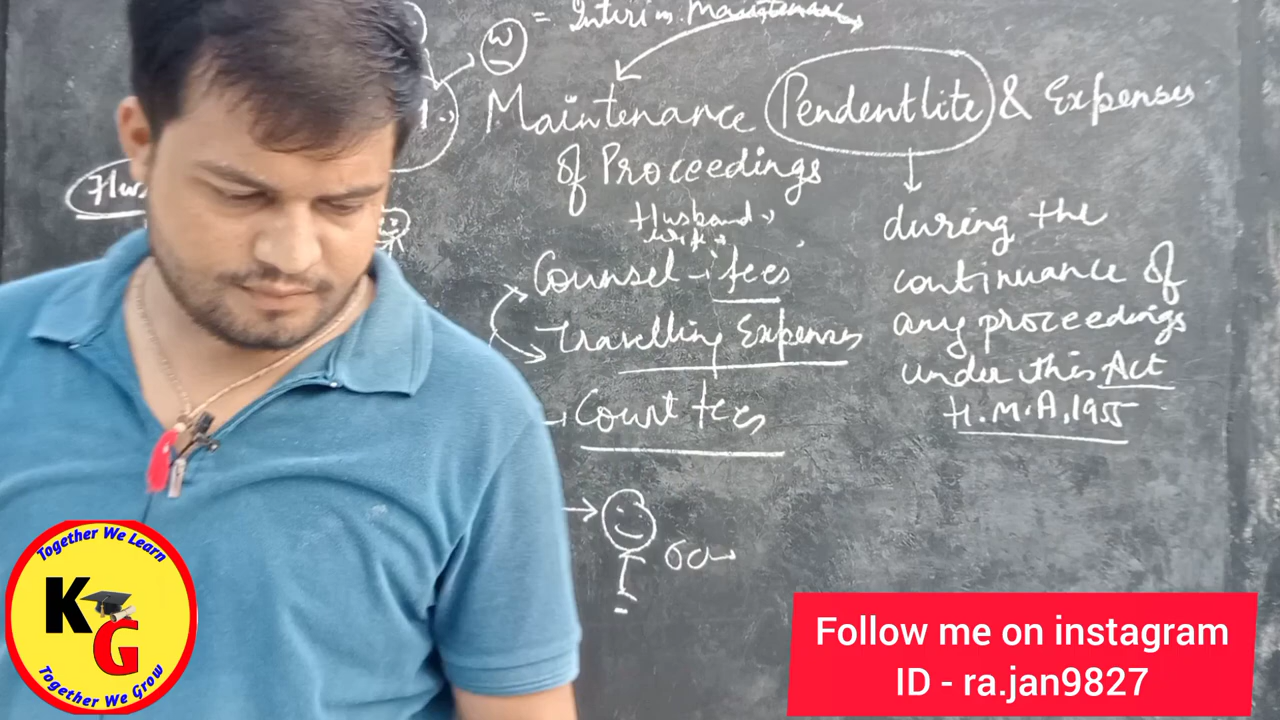 W = Interim Maintenance
Maintenance Pendentlite & Expenses
of Proceedings
Husband
wife
Counsel - fees
Travelling Expenses
Court fees
during the
continuance of
any proceedings
under this Act
H.M.A, 1955
Together We Learn
KG
Together We Grow
Follow me on instagram
ID - ra.jan9827